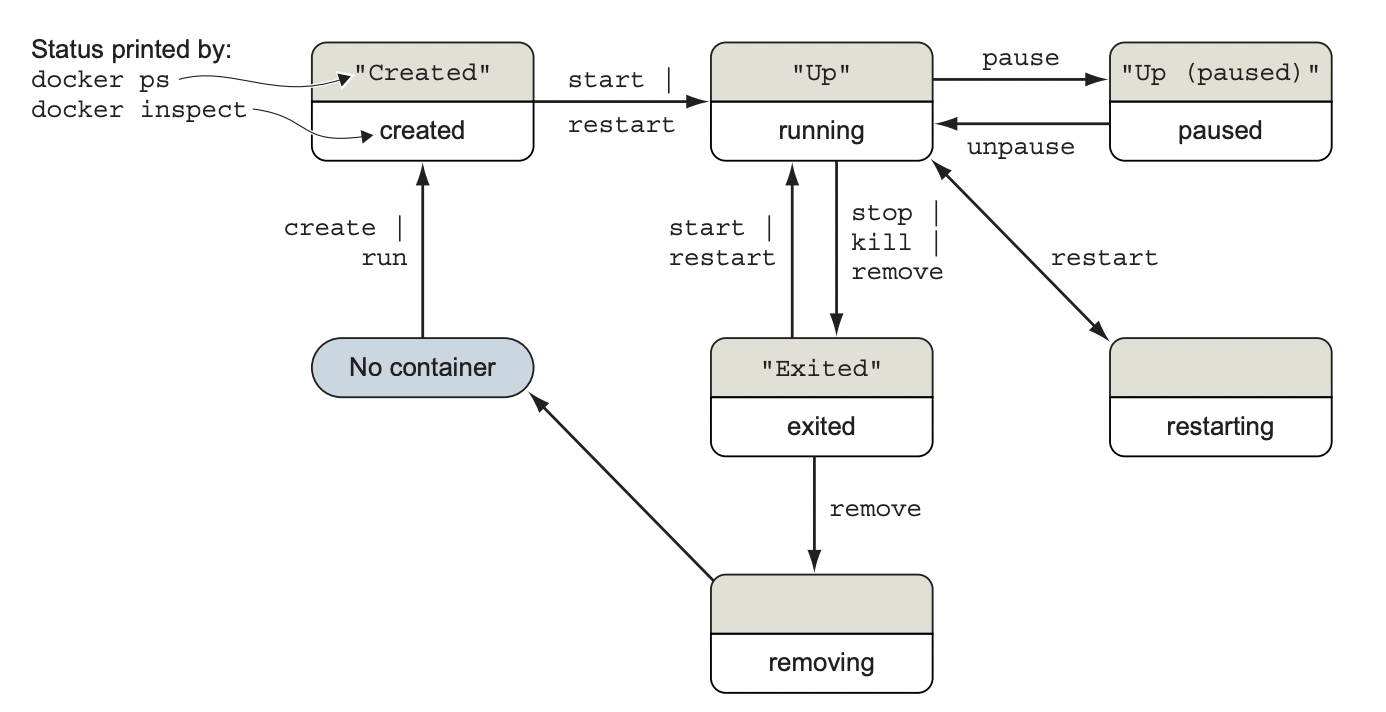 Status printed by:
docker ps
docker inspect
"Created"
created
start |
restart
"Up"
running
pause
unpause
"Up (paused)"
paused
create |
run
start |
restart
stop |
kill |
remove
restart
No container
"Exited"
exited
restarting
remove
removing